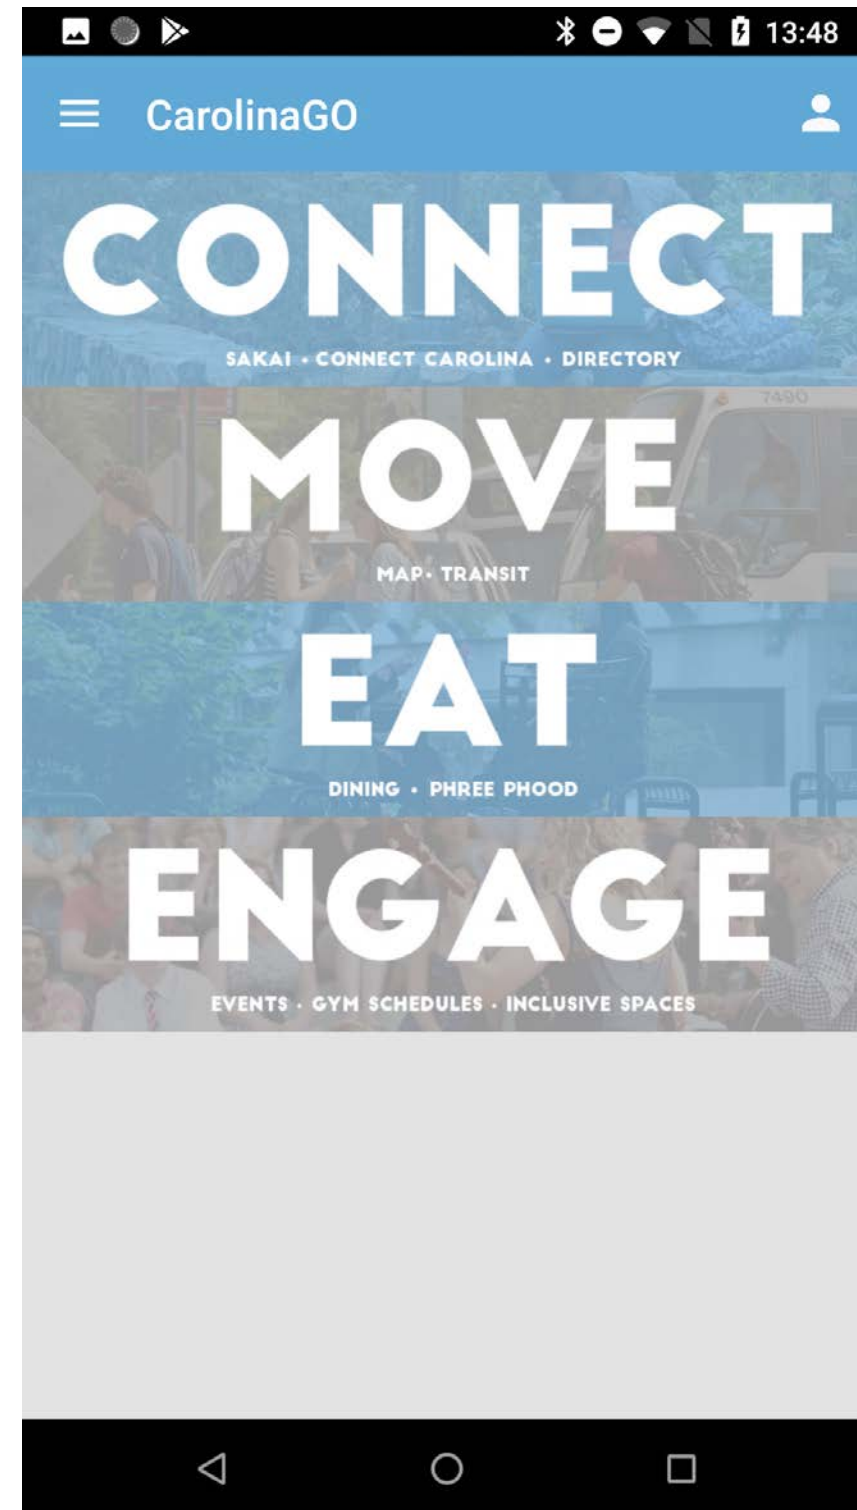 13:48
CarolinaGO
CONNECT
SAKAI • CONNECT CAROLINA • DIRECTORY
7490
MOVE
MAP• TRANSIT
EAT
DINING • PHREE PHOOD
ENGAGE
EVENTS • GYM SCHEDULES • INCLUSIVE SPACES